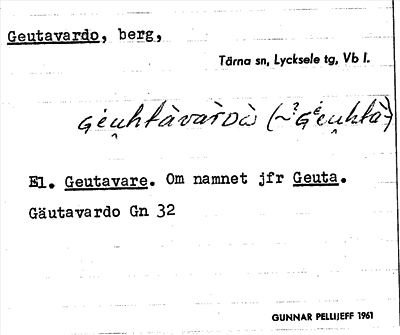 Geutavardo, berg,
Tärna sn, Lycksele tg, Vb l.
El. Geutavare. Om namnet jfr Geuta.
Gäutavardo Gn 32
GUNNAR PELLIJEFF 1961